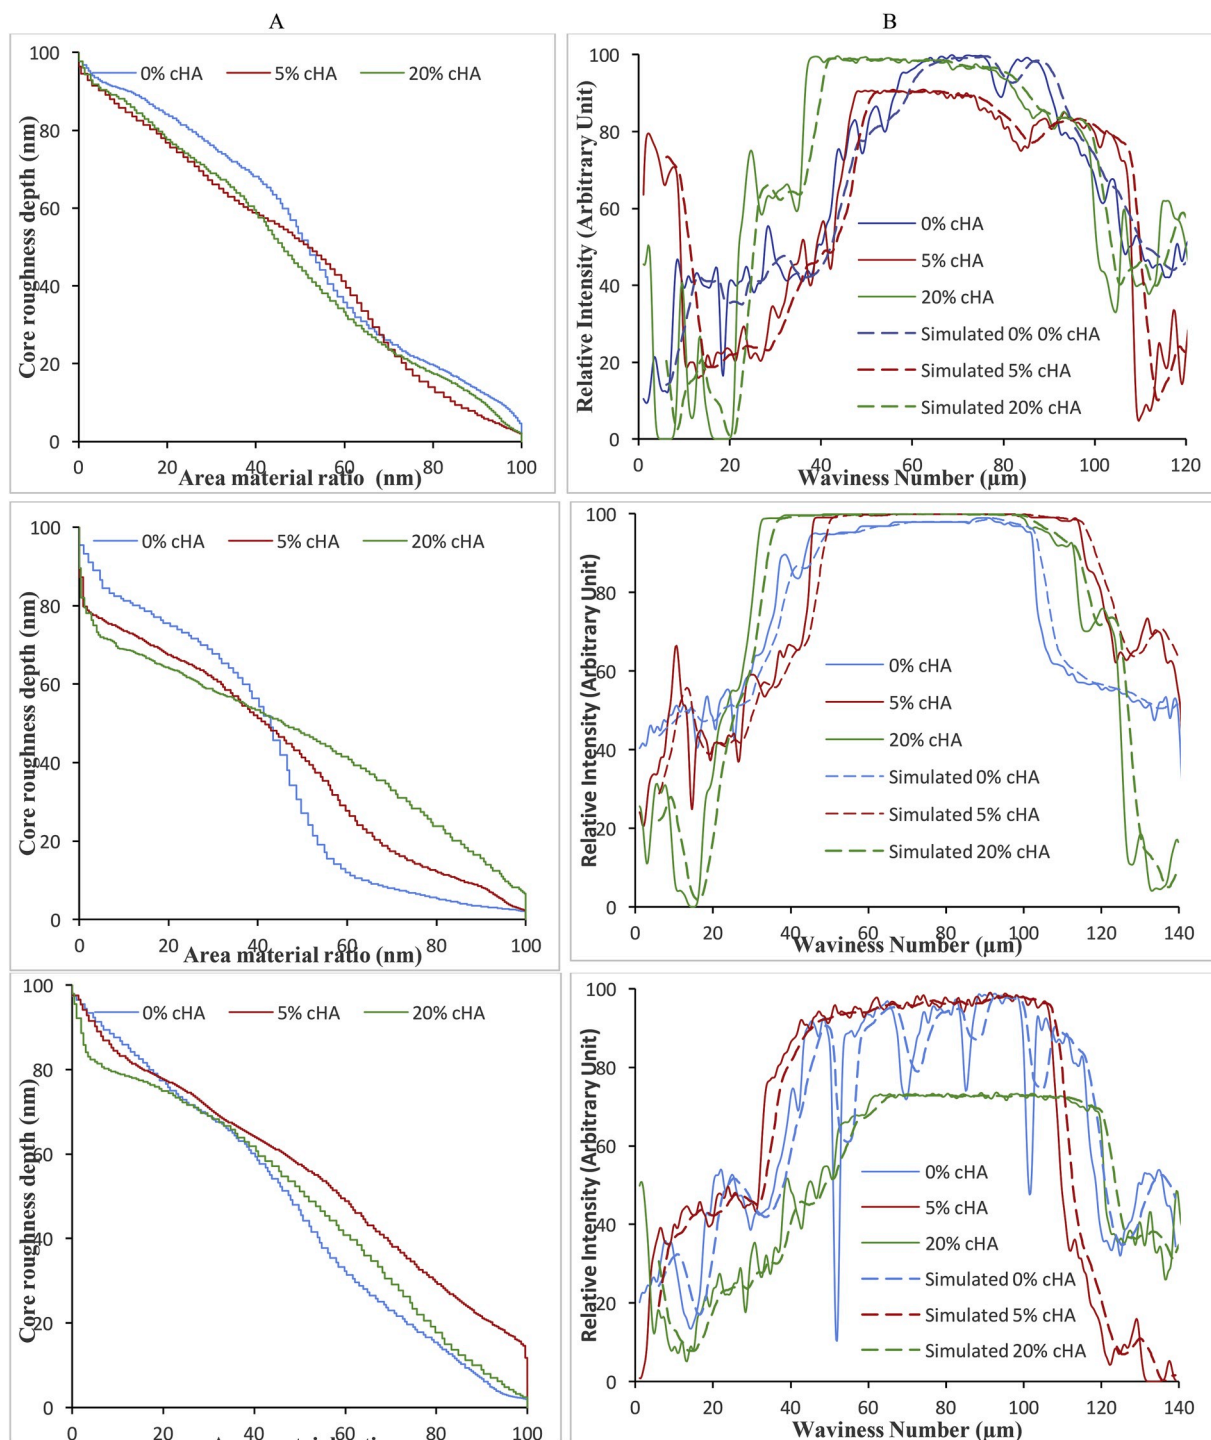 A
B
100
80
60
40
20
0
0% cHA
5% cHA
20% cHA
Core roughness depth (nm)
0 20 40 60 80 100
Area material ratio (nm)
100
80
60
40
20
0
0% cHA
5% cHA
20% cHA
Simulated 0% 0% cHA
Simulated 5% cHA
Simulated 20% cHA
Relative Intensity (Arbitrary Unit)
0 20 40 60 80 100 120
Waviness Number (µm)
100
80
60
40
20
0
0% cHA
5% cHA
20% cHA
Core roughness depth (nm)
0 20 40 60 80 100
Area material ratio (nm)
100
80
60
40
20
0
0% cHA
5% cHA
20% cHA
Simulated 0% cHA
Simulated 5% cHA
Simulated 20% cHA
Relative Intensity (Arbitrary Unit)
0 20 40 60 80 100 120 140
Waviness Number (µm)
100
80
60
40
20
0
0% cHA
5% cHA
20% cHA
Core roughness depth (nm)
0 20 40 60 80 100
100
80
60
40
20
0
0% cHA
5% cHA
20% cHA
Simulated 0% cHA
Simulated 5% cHA
Simulated 20% cHA
Relative Intensity (Arbitrary Unit)
0 20 40 60 80 100 120 140
Waviness Number (µm)